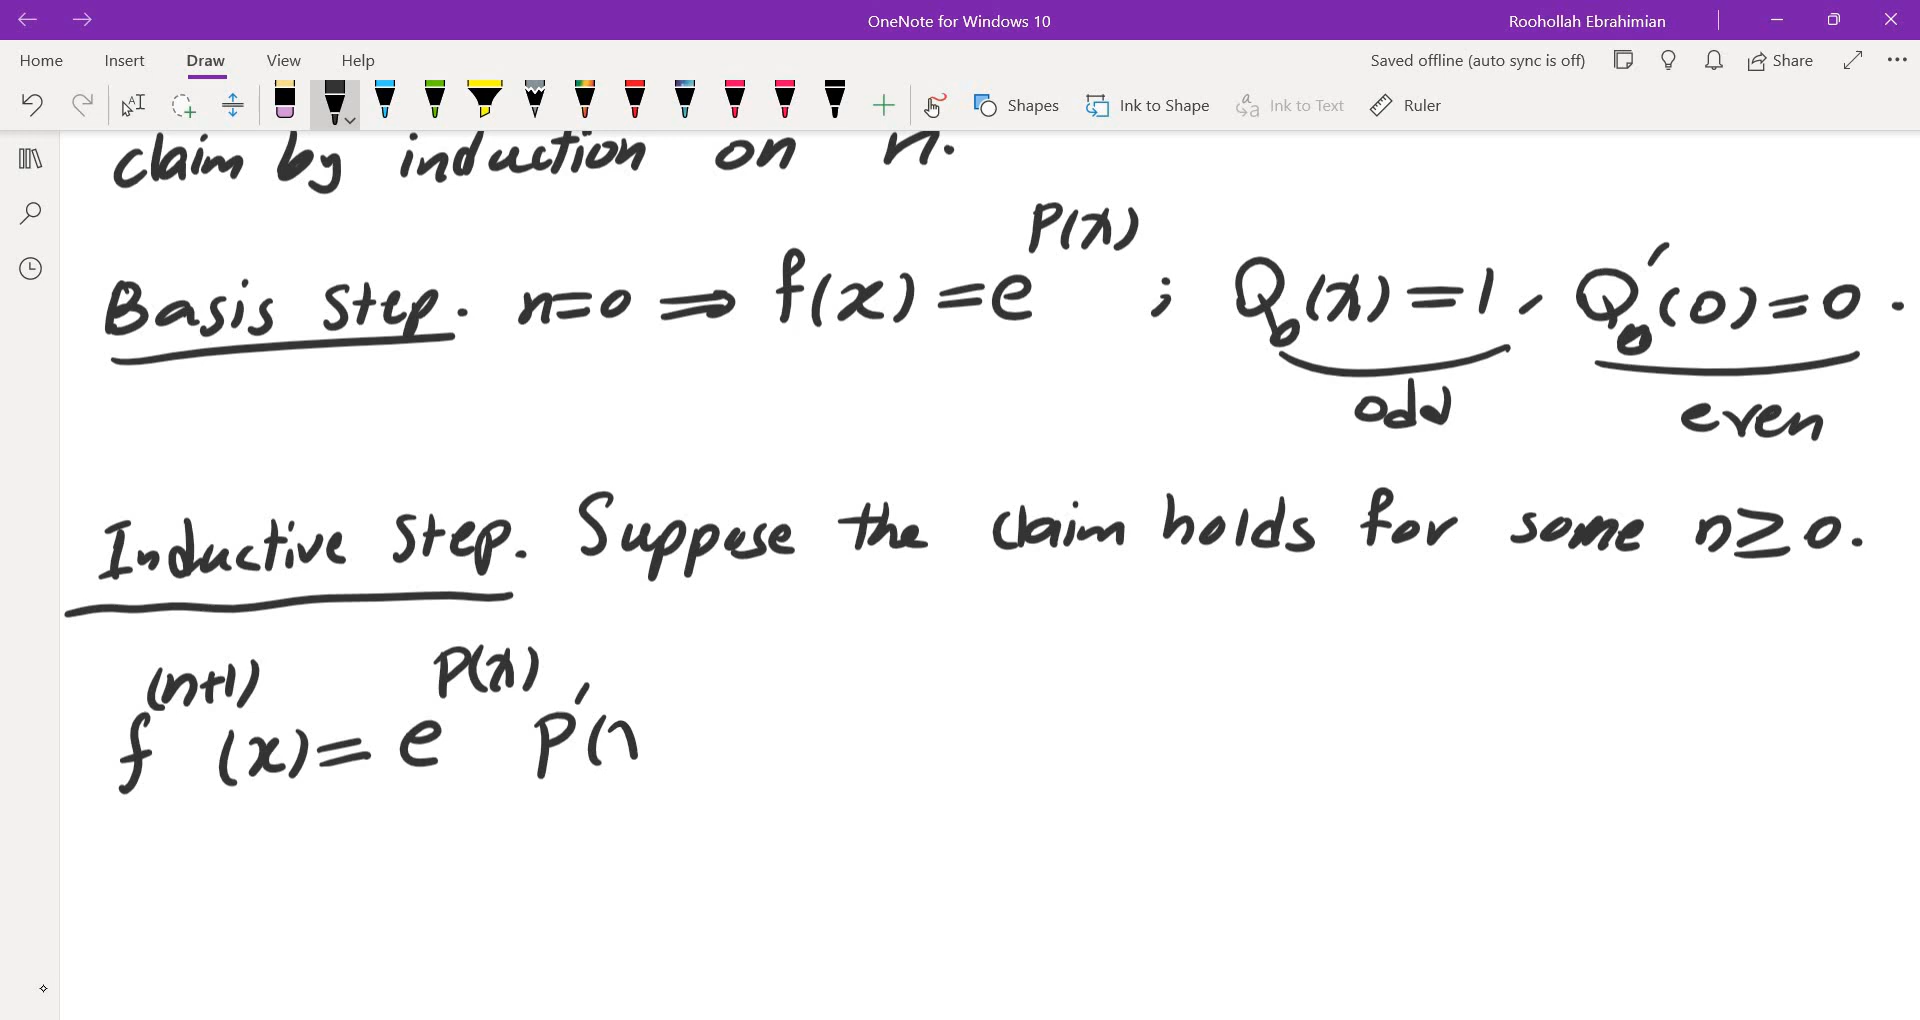 OneNote for Windows 10
Roohollah Ebrahimian
Home Insert Draw View Help
Saved offline (auto sync is off) Share
Shapes Ink to Shape Ink to Text Ruler
claim by induction on n.
Basis step. n=0 ⟹ f(x) = e^{P(x)} ; Q₀(x) = 1, Q₀'(0) = 0.
odd even
Inductive step. Suppose the claim holds for some n ≥ 0.
f^{(n+1)}(x) = e^{P(x)} P'(